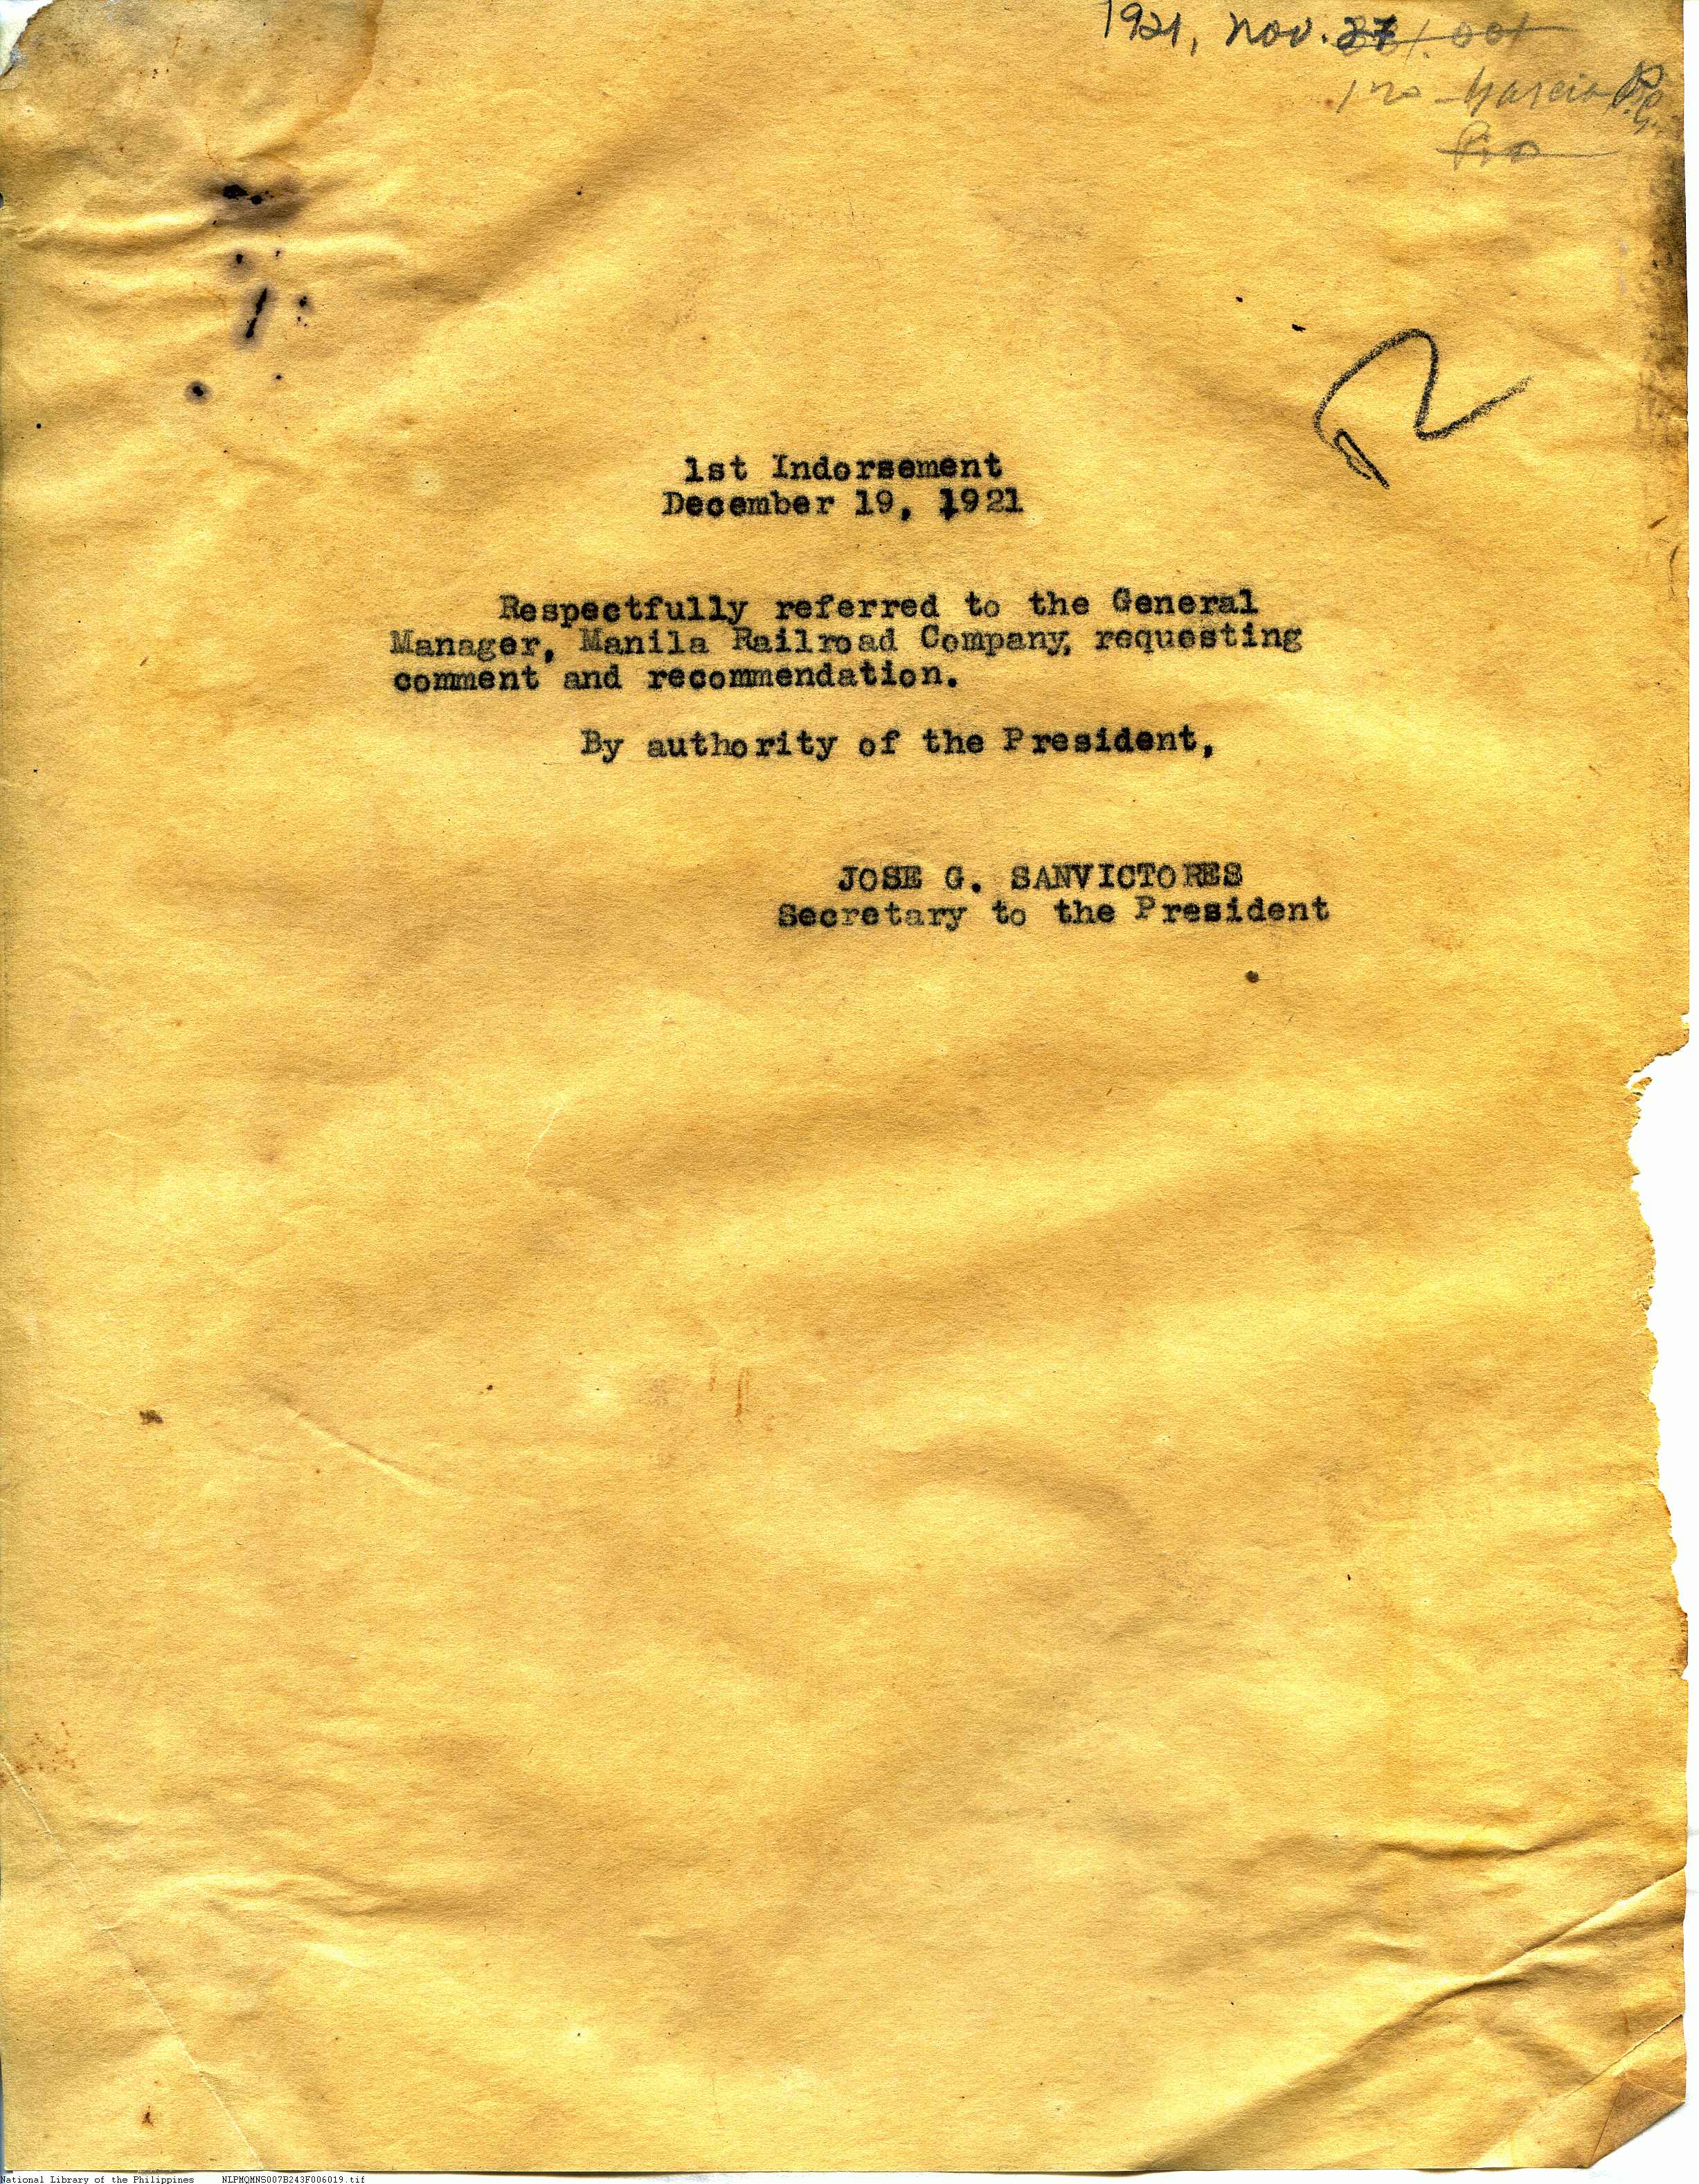 1921, Nov. 27
Garcia
1st Indorsement
December 19, 1921
Respectfully referred to the General
Manager, Manila Railroad Company, requesting
comment and recommendation.
By authority of the President,
JOSE G. SANVICTORES
Secretary to the President
National Library of the Philippines NLPMQMNS007B243F006019.tif